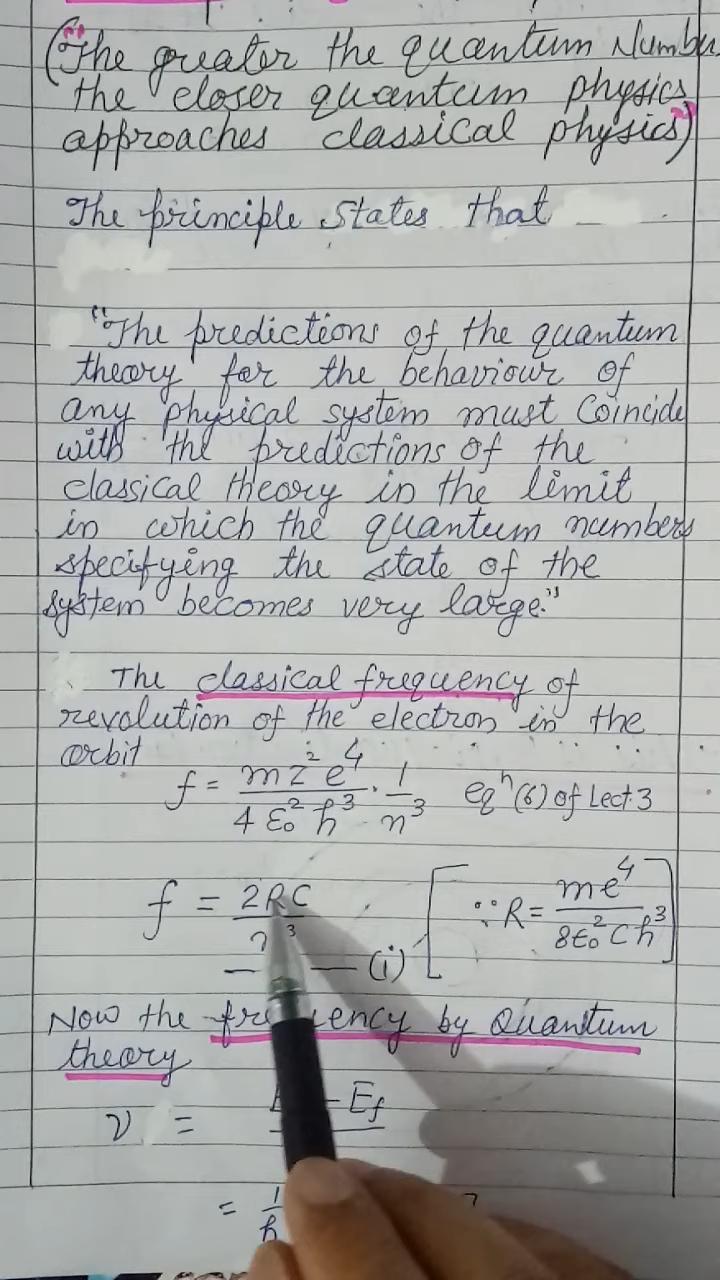 ("The greater the quantum Number
the closer quantum physics
approaches classical physics")
The principle states that
"The predictions of the quantum
theory for the behaviour of
any physical system must Coincide
with the predictions of the
classical theory in the limit
in which the quantum numbers
specifying the state of the
system becomes very large."
The classical frequency of
revolution of the electron in the
orbit
f = mz²e⁴/4ε₀²ℏ³ · 1/n³ eqⁿ(6) of Lect.3
f = 2RC/n³ [∵R = me⁴/8ε₀²Cℏ³]
— — (i)
Now the frequency by Quantum
theory
ν = – E_f
= 1/ℏ